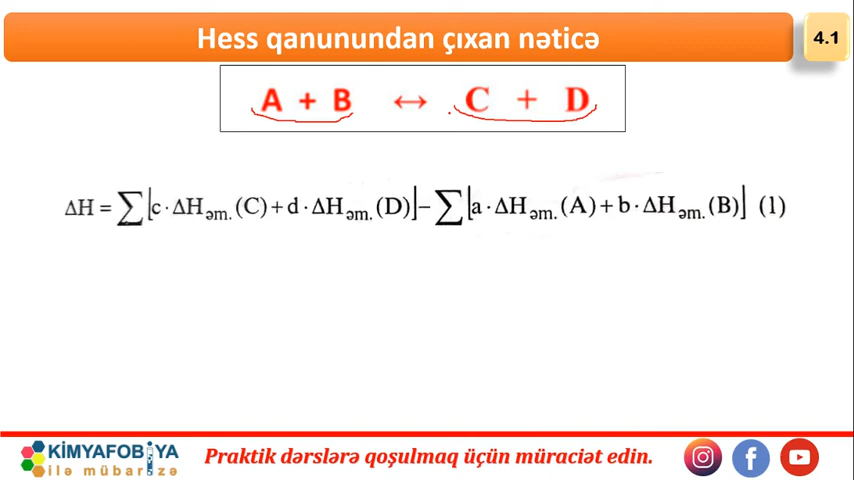 Hess qanunundan çıxan nəticə
4.1
A + B ↔ C + D
ΔH = ∑⌊c · ΔHəm. (C) + d · ΔHəm. (D)⌋ – ∑⌊a · ΔHəm. (A) + b · ΔHəm. (B)⌋ (1)
KİMYAFOBİYA
ilə mübarizə
Praktik dərslərə qoşulmaq üçün müraciət edin.